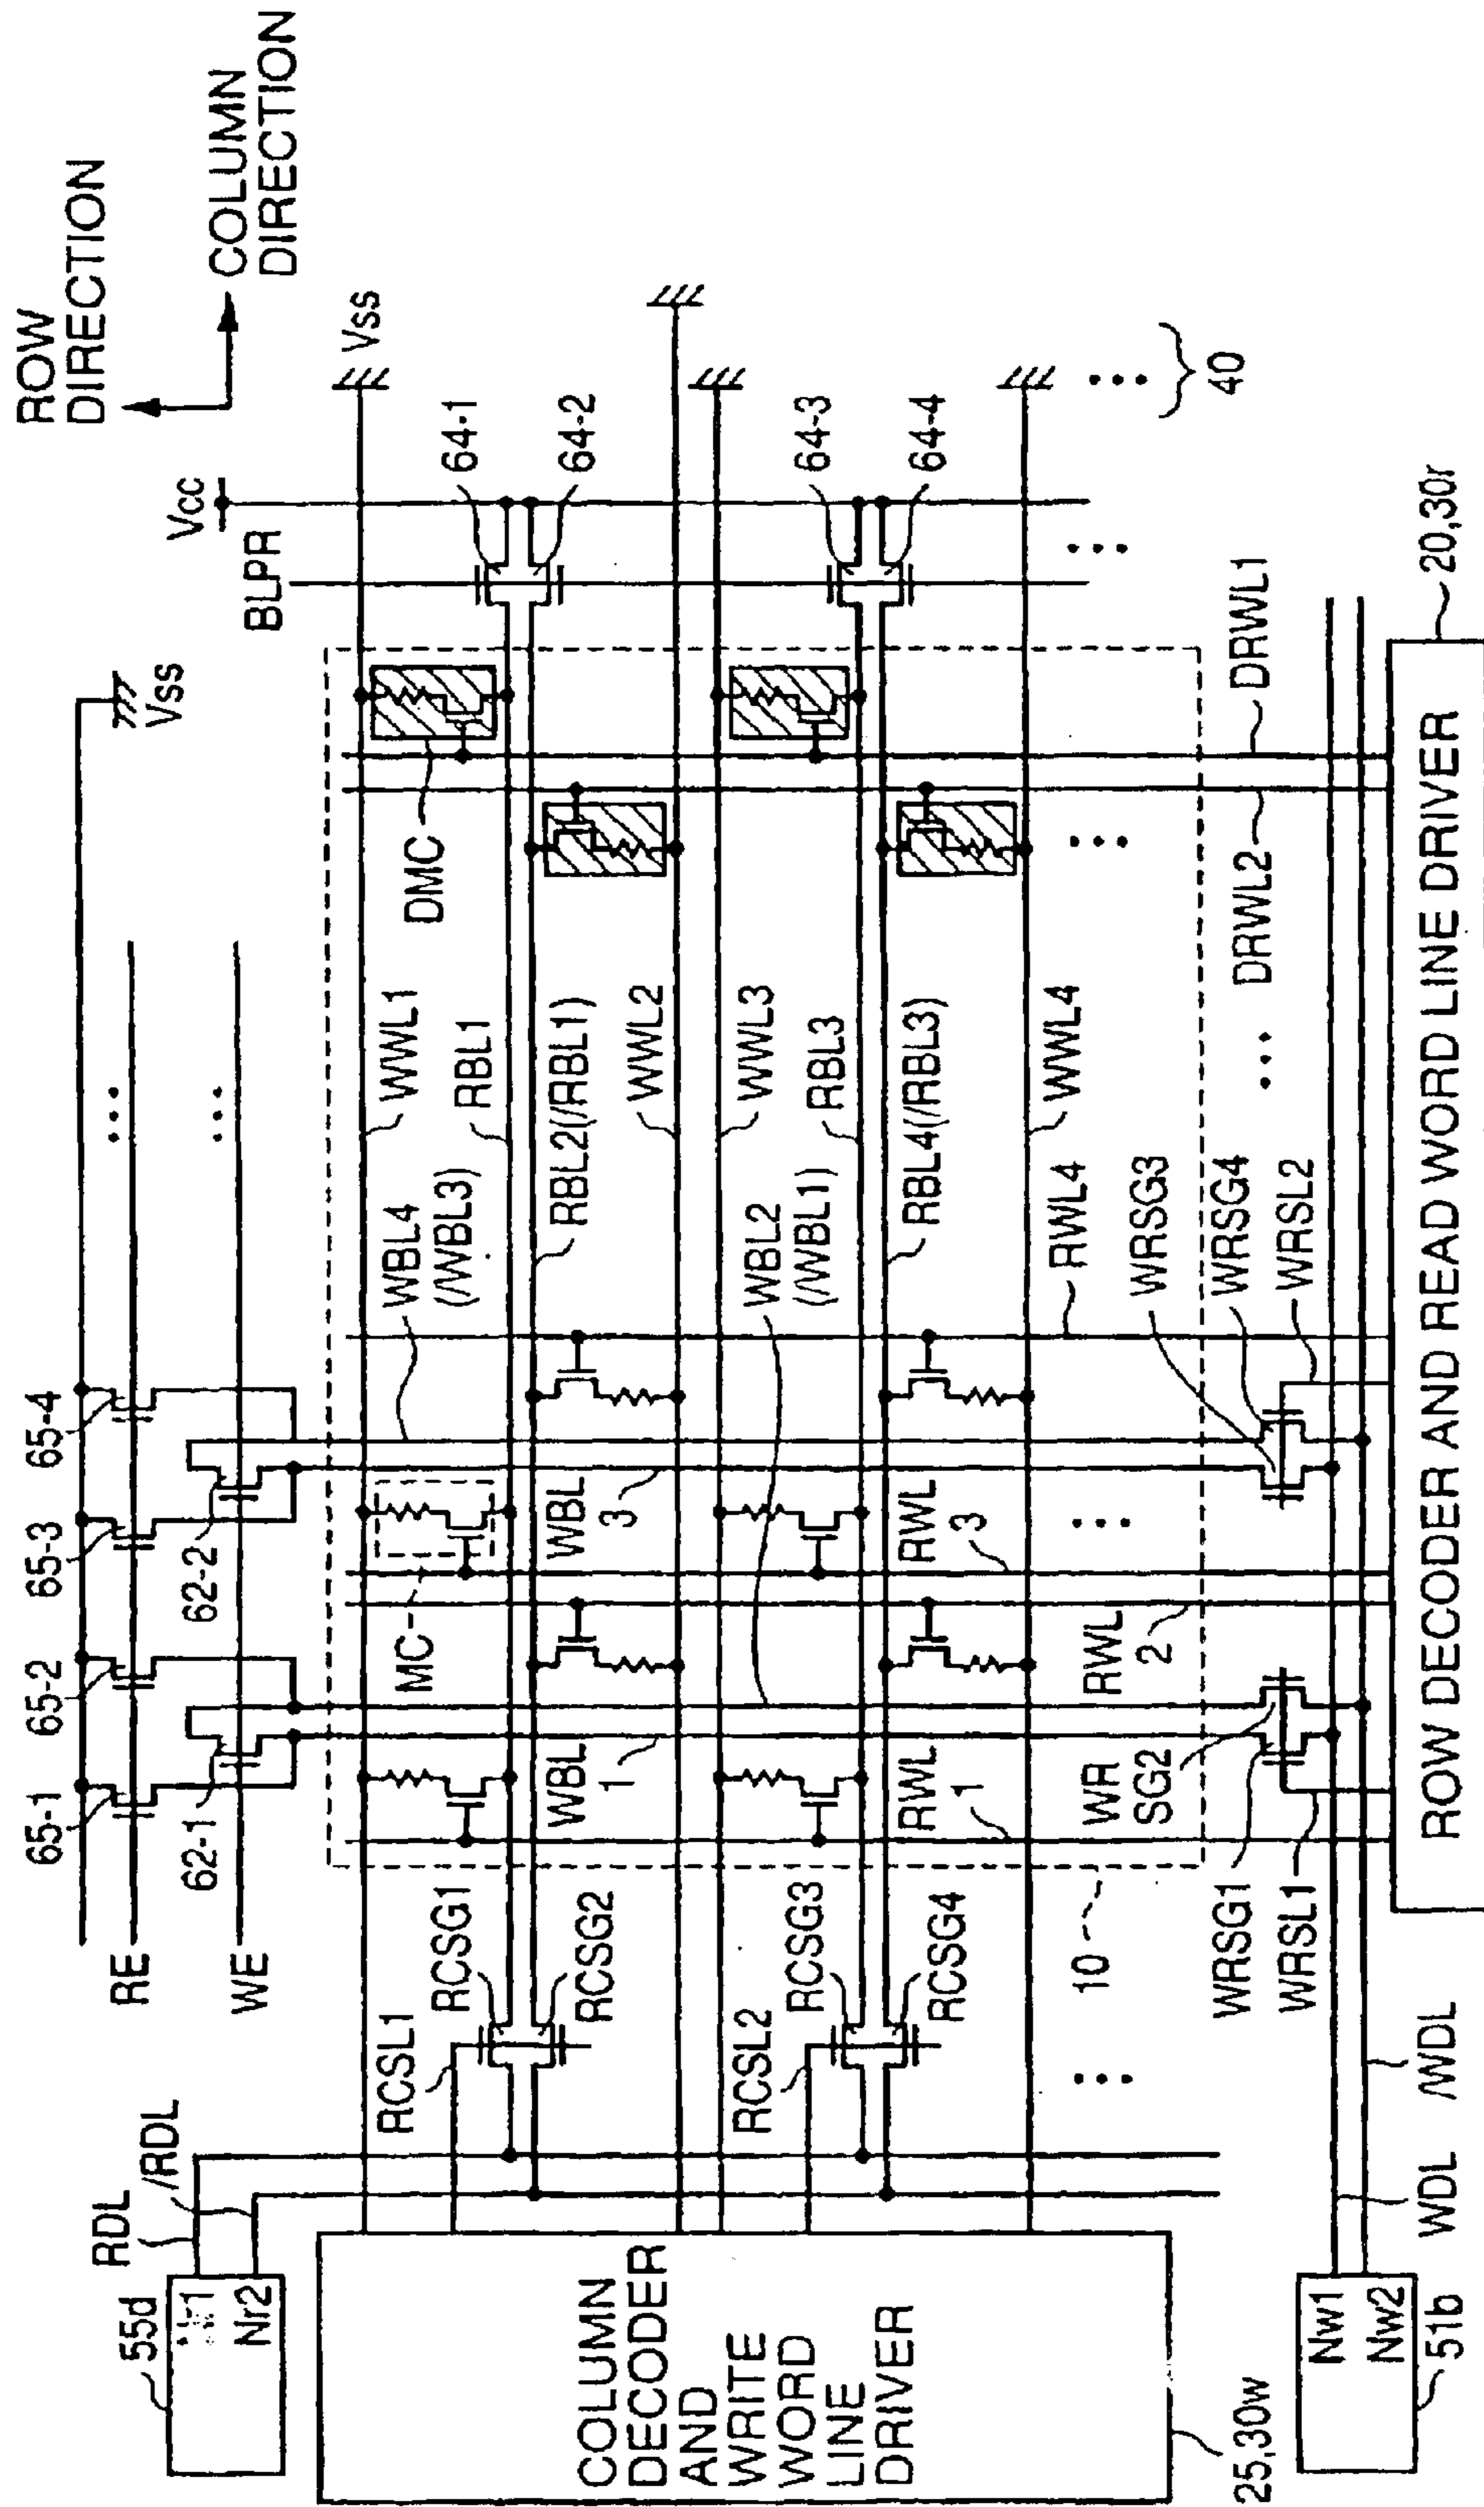 ROW
DIRECTION
COLUMN
DIRECTION
Vss
Vcc
BLPR
Vss
64-1
64-2
64-3
64-4
40
65-1
65-2
65-3
65-4
62-1
62-2
RE
WE
DMC
MC
WWL1
WBL4
(/WBL3)
RBL1
RBL2(/RBL1)
WWL2
WWL3
WBL2
(/WBL1)
RBL3
RBL4(/RBL3)
WWL4
RWL4
WBL
1
WBL
3
RWL
1
RWL
2
RWL
3
DRWL1
DRWL2
WR
SG2
WRSG1
WRSL1
WRSG3
WRSG4
WRSL2
RCSL1
RCSG1
RCSG2
RCSL2
RCSG3
RCSG4
10
RDL
/RDL
55d
Nr2
COLUMN
DECODER
AND
WRITE
WORD
LINE
DRIVER
25,30w
Nw1
Nw2
51b
WDL
/WDL
ROW DECODER AND READ WORD LINE DRIVER
20,30r